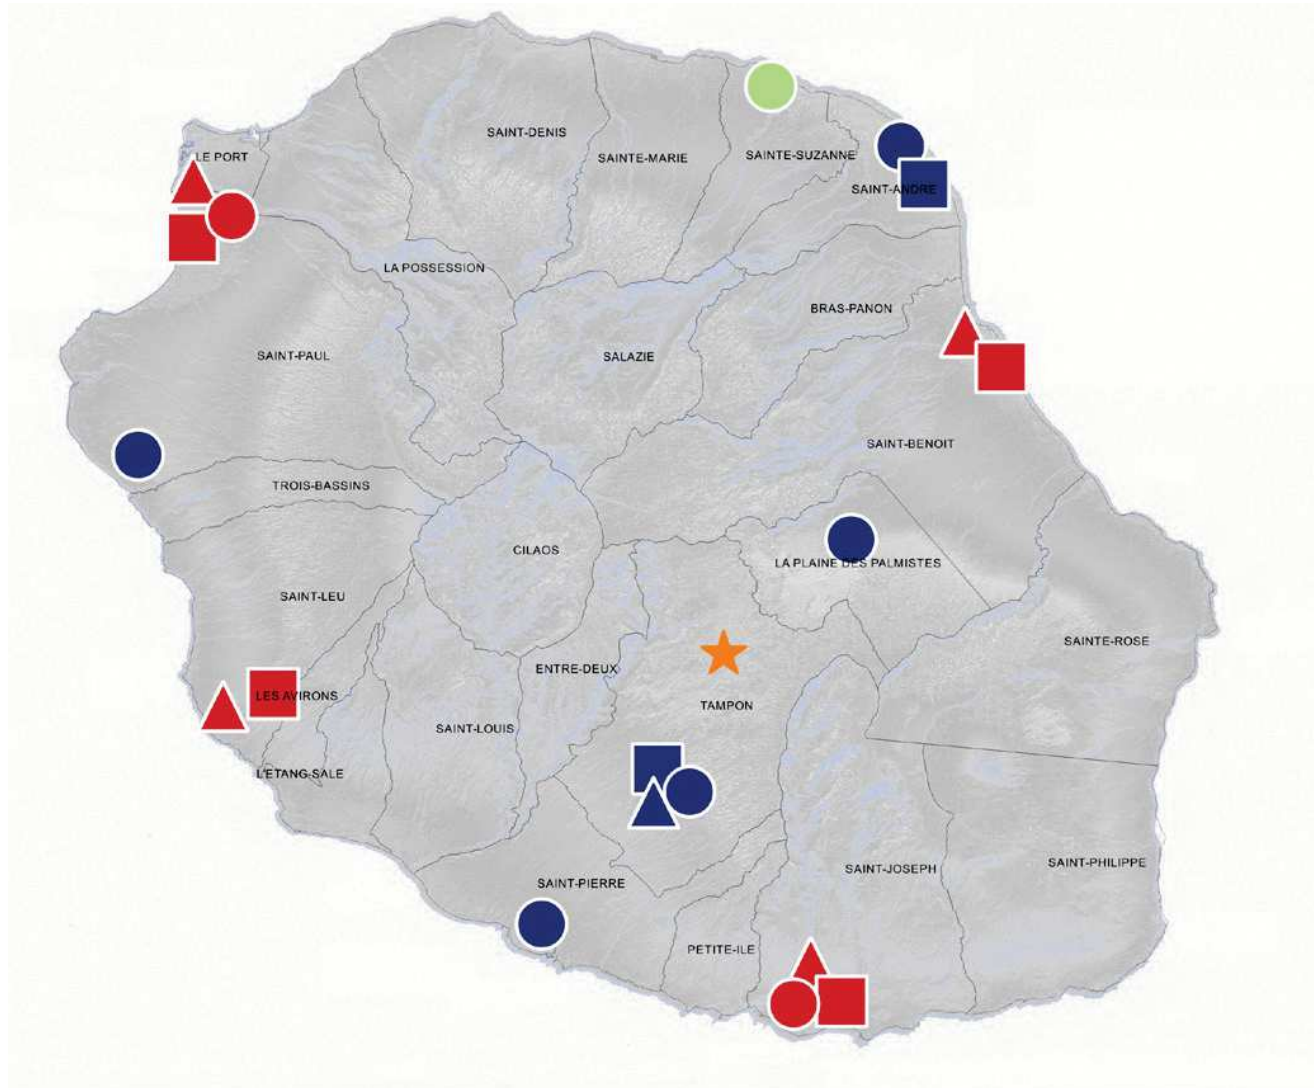 SAINT-DENIS
LE PORT
SAINTE-MARIE
SAINTE-SUZANNE
SAINT-ANDRE
LA POSSESSION
BRAS-PANON
SAINT-PAUL
SALAZIE
SAINT-BENOIT
TROIS-BASSINS
CILAOS
LA PLAINE DES PALMISTES
SAINT-LEU
SAINTE-ROSE
ENTRE-DEUX
LES AVIRONS
TAMPON
SAINT-LOUIS
L'ETANG-SALE
SAINT-PHILIPPE
SAINT-JOSEPH
SAINT-PIERRE
PETITE-ILE